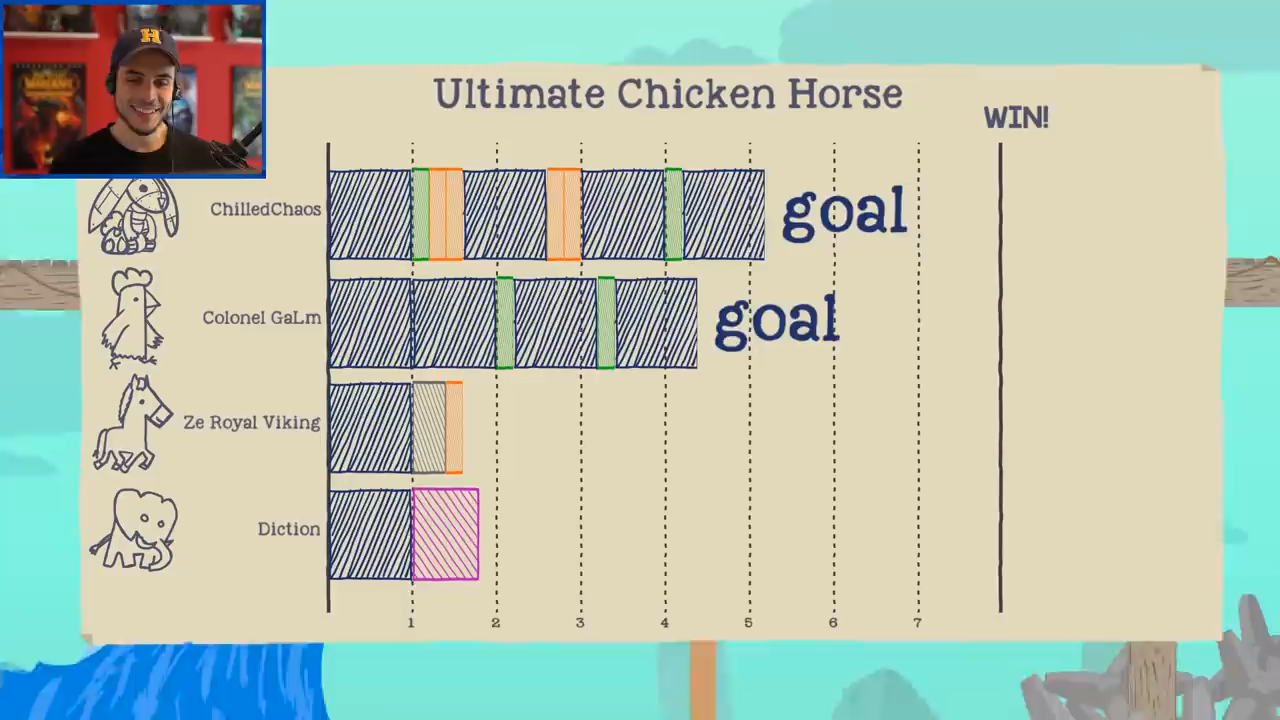 Ultimate Chicken Horse
WIN!
ChilledChaos goal
Colonel GaLm goal
Ze Royal Viking
Diction
1 2 3 4 5 6 7
H